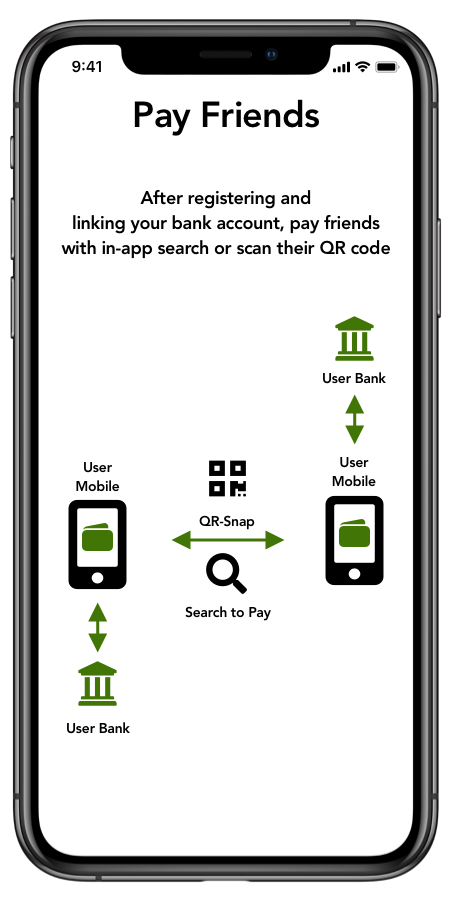 9:41
Pay Friends
After registering and
linking your bank account, pay friends
with in-app search or scan their QR code
User Bank
User
Mobile
User
Mobile
QR-Snap
Search to Pay
User Bank